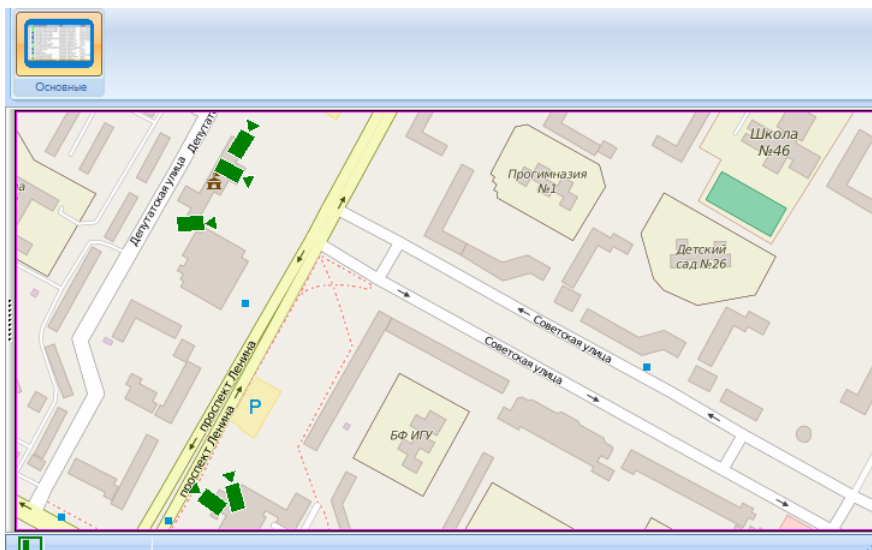 Основные
Депутатская улица
Депутат
Школа
№46
Прогимназия
№1
Детский
сад №26
Советская улица
Советская улица
проспект Ленина
проспект Ленина
P
БФ ИГУ
а